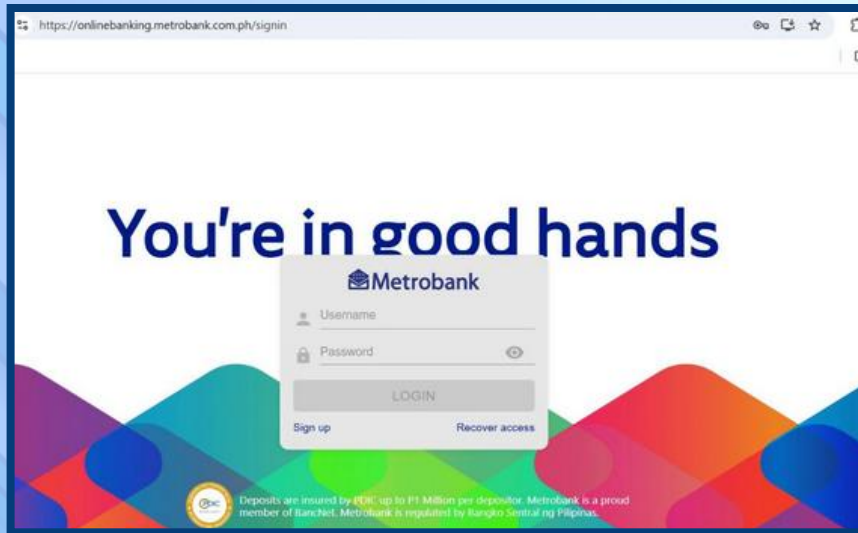 https://onlinebanking.metrobank.com.ph/signin
You're in good hands
Metrobank
Username
Password
LOGIN
Sign up
Recover access
PDIC
Deposits are insured by PDIC up to P1 Million per depositor. Metrobank is a proud
member of BancNet. Metrobank is regulated by Bangko Sentral ng Pilipinas.